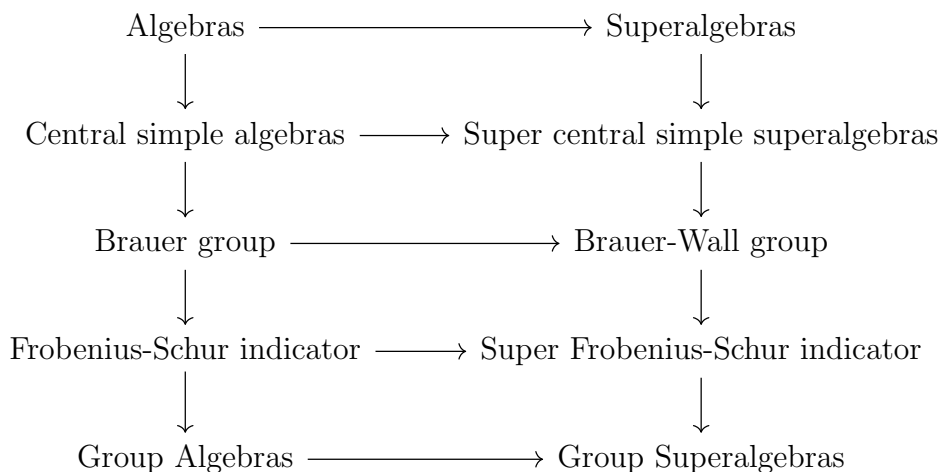 Algebras Superalgebras
Central simple algebras Super central simple superalgebras
Brauer group Brauer-Wall group
Frobenius-Schur indicator Super Frobenius-Schur indicator
Group Algebras Group Superalgebras